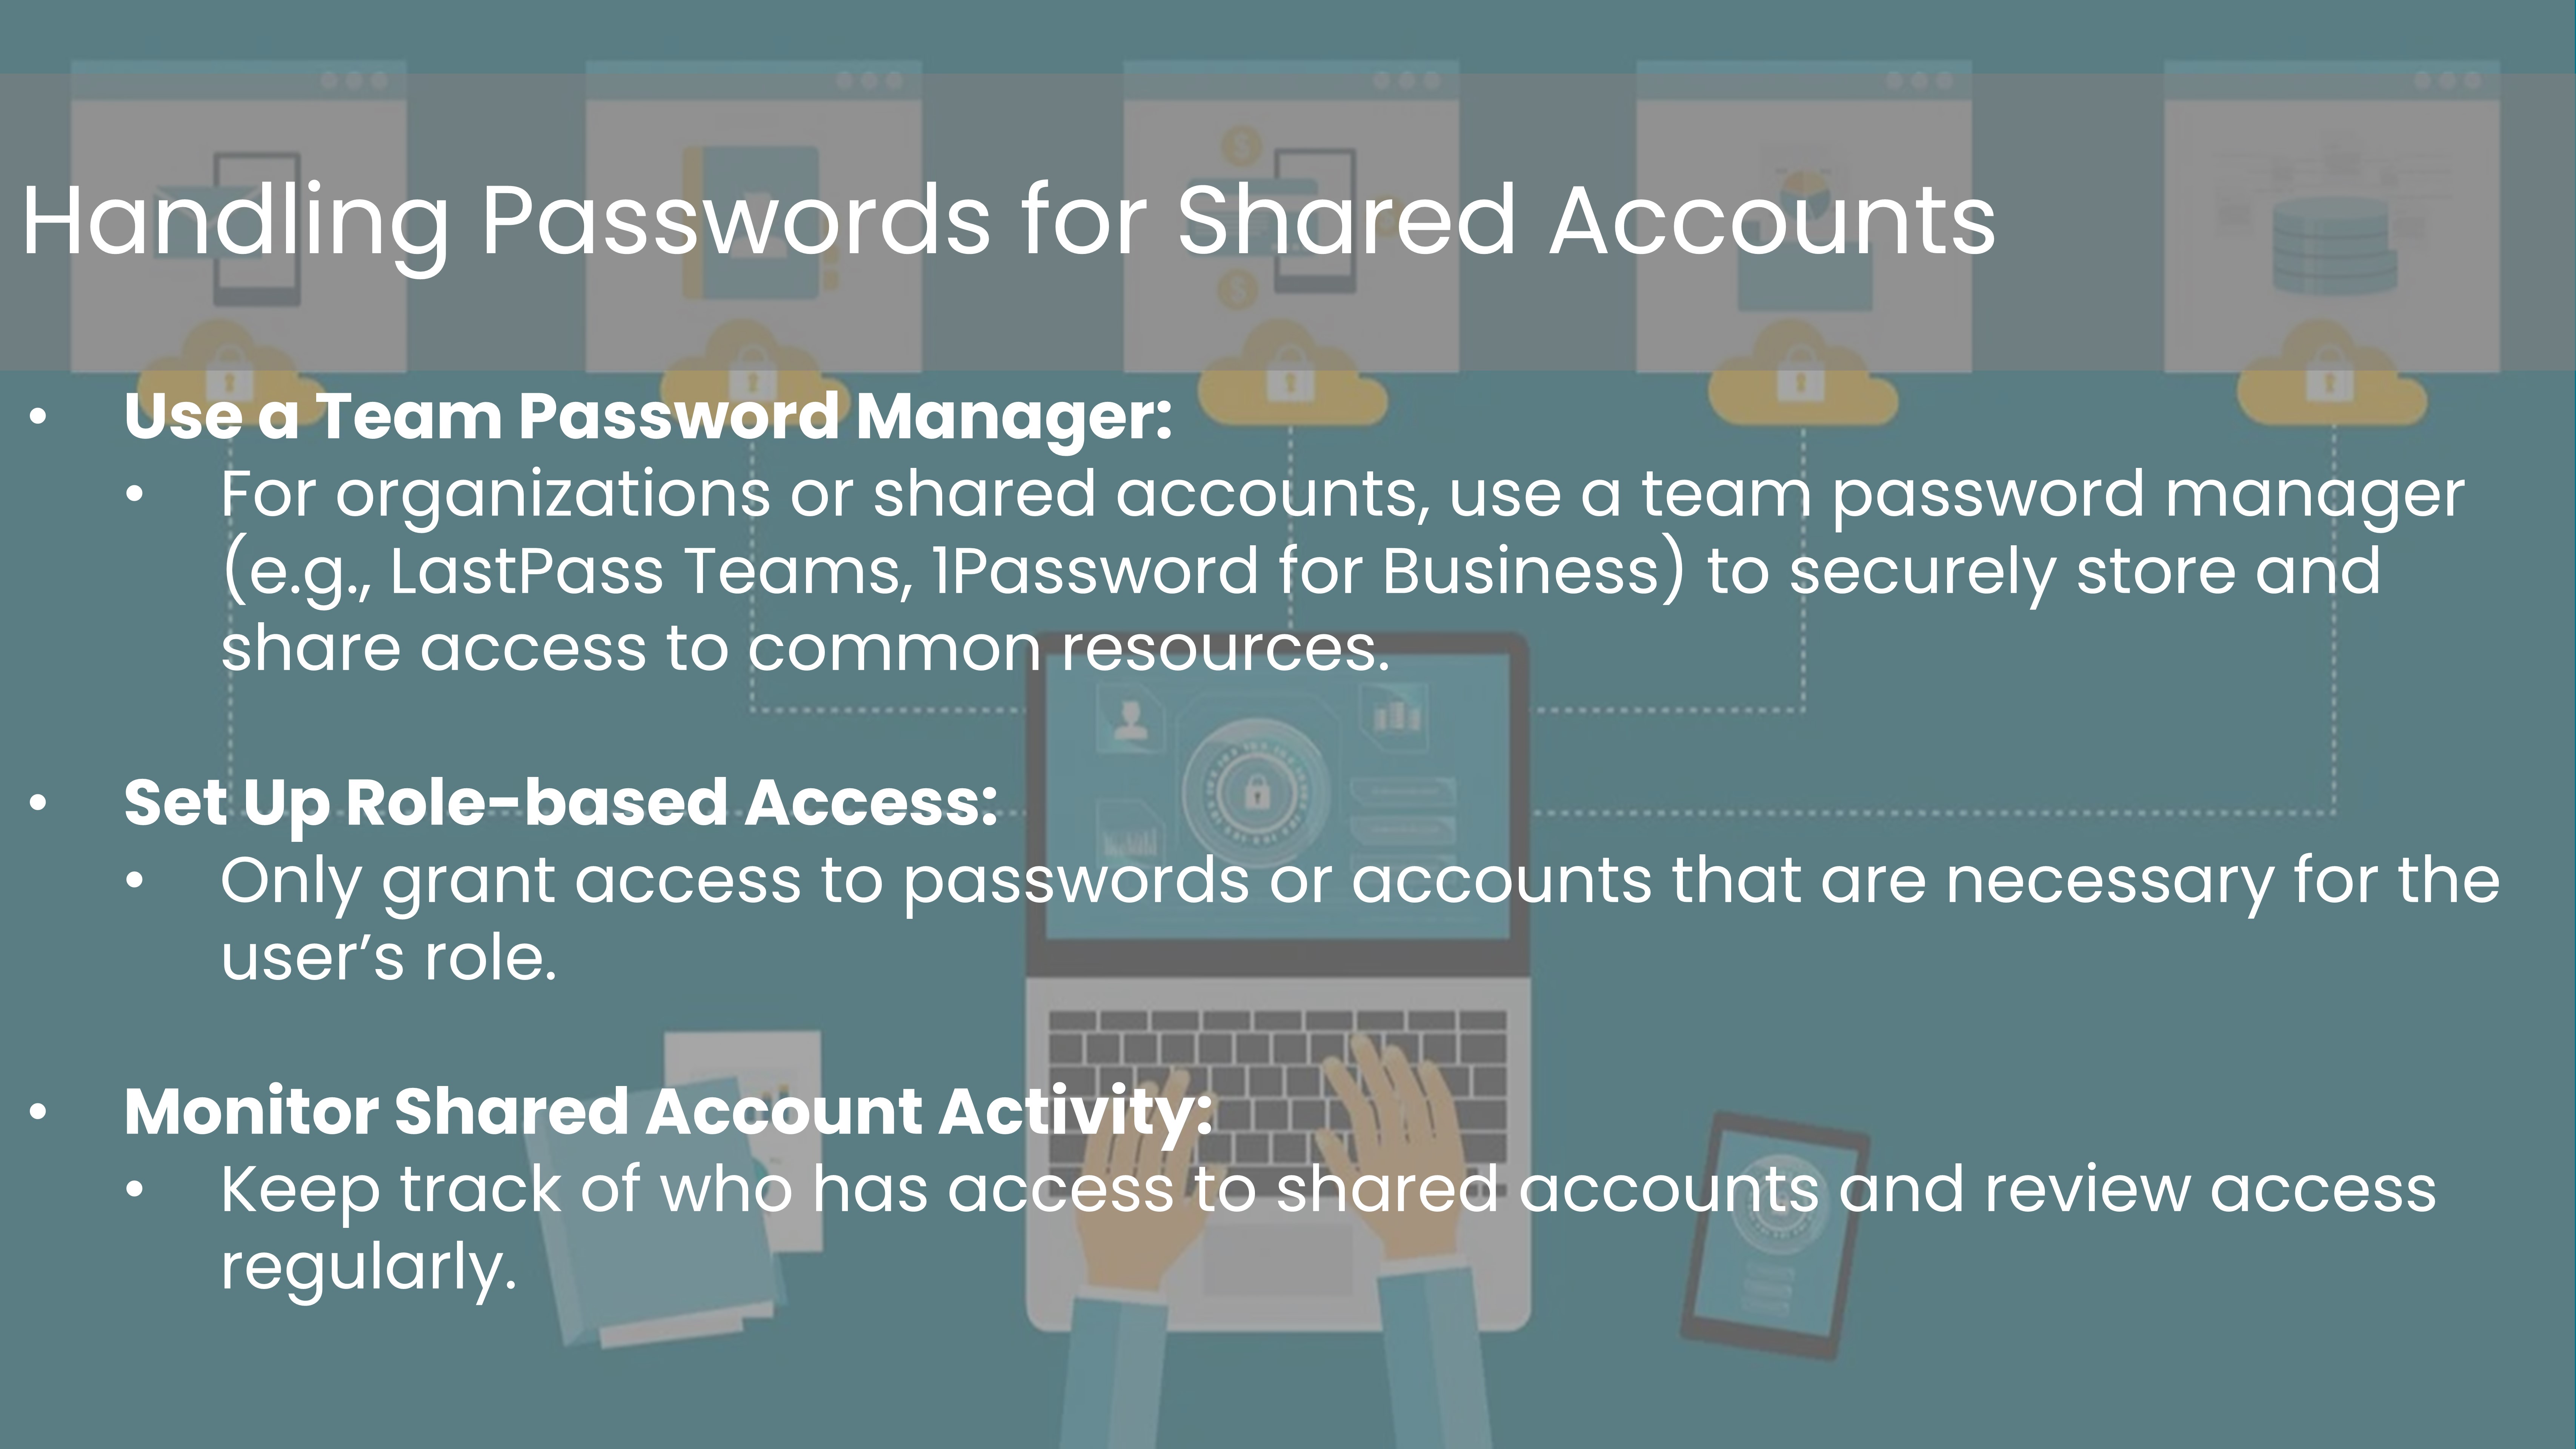 Handling Passwords for Shared Accounts
• Use a Team Password Manager:
• For organizations or shared accounts, use a team password manager
(e.g., LastPass Teams, 1Password for Business) to securely store and
share access to common resources.
• Set Up Role-based Access:
• Only grant access to passwords or accounts that are necessary for the
user’s role.
• Monitor Shared Account Activity:
• Keep track of who has access to shared accounts and review access
regularly.